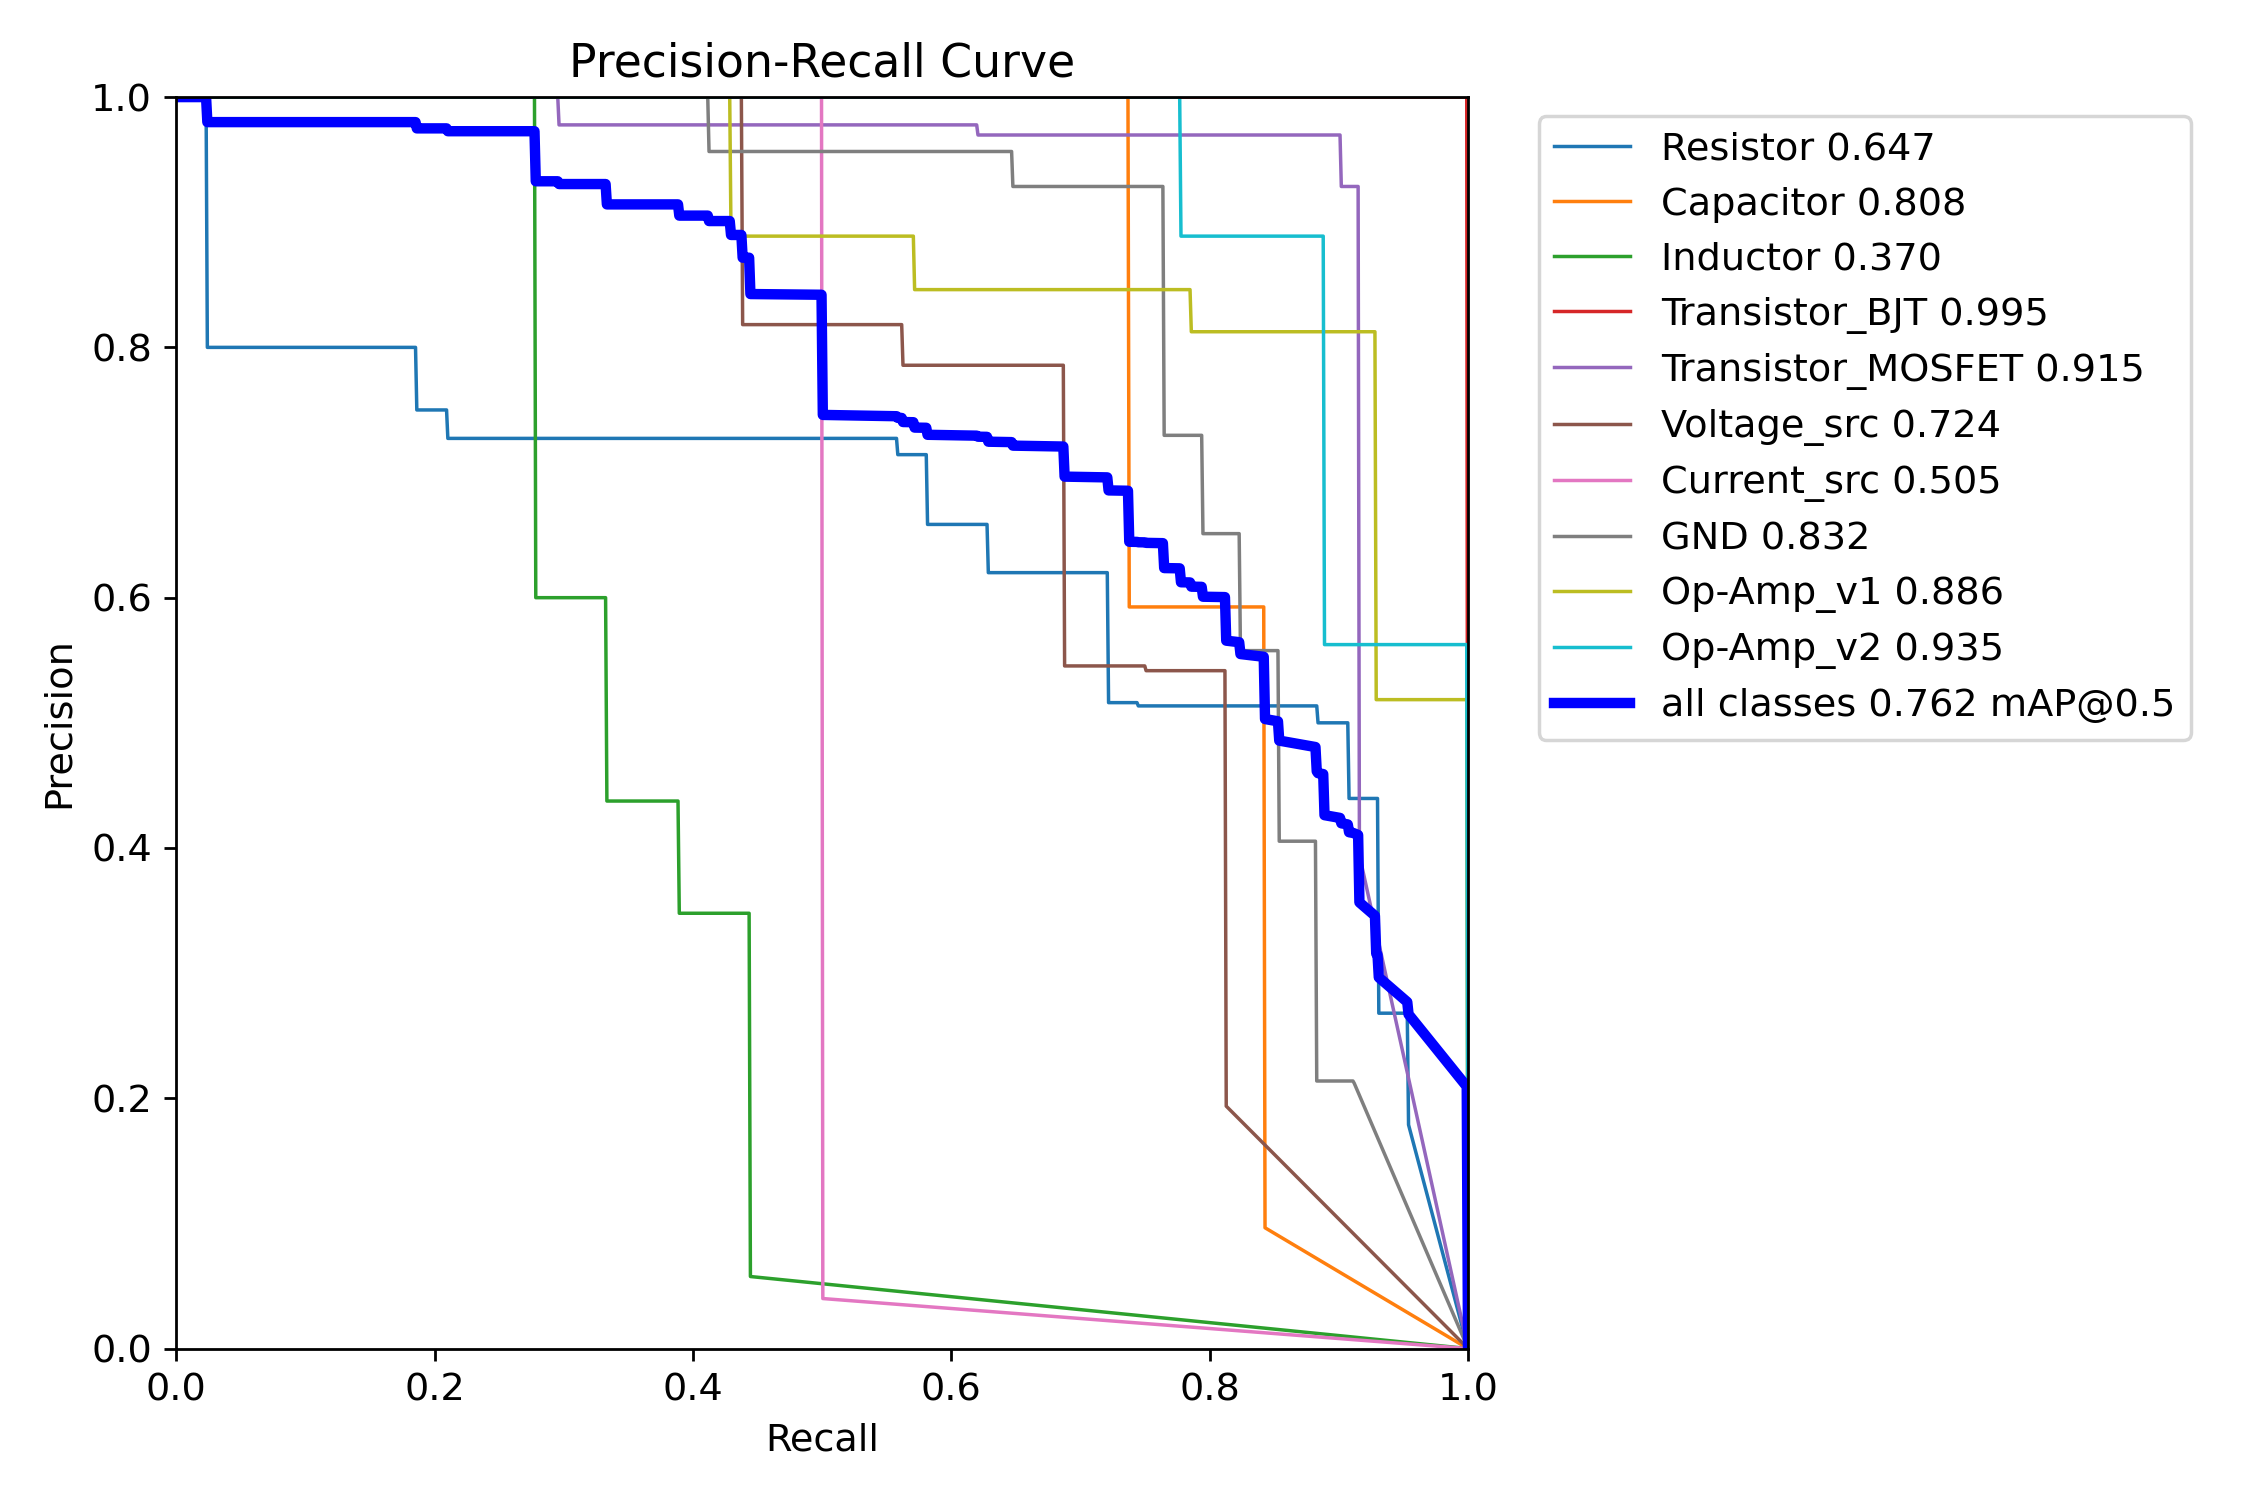 Precision-Recall Curve
1.0
0.8
0.6
0.4
0.2
0.0
Precision
0.0 0.2 0.4 0.6 0.8 1.0
Recall
Resistor 0.647
Capacitor 0.808
Inductor 0.370
Transistor_BJT 0.995
Transistor_MOSFET 0.915
Voltage_src 0.724
Current_src 0.505
GND 0.832
Op-Amp_v1 0.886
Op-Amp_v2 0.935
all classes 0.762 mAP@0.5